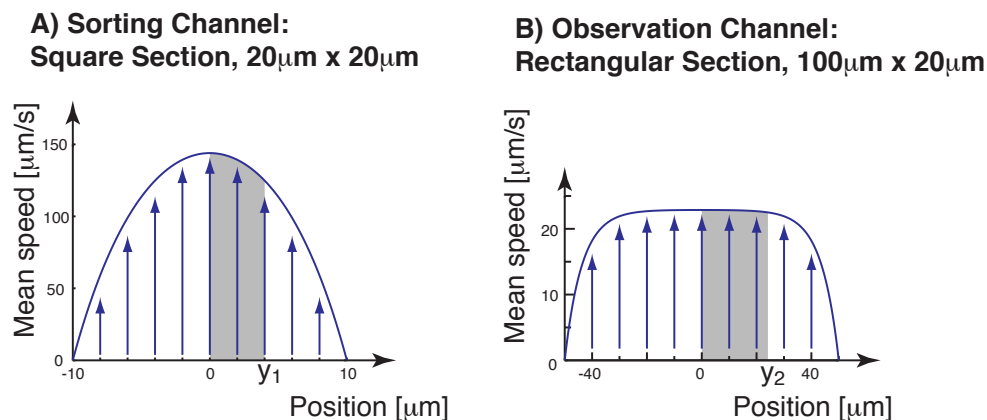 A) Sorting Channel:
Square Section, 20μm x 20μm
Mean speed [μm/s]
150
100
50
0
-10
0
y1
10
Position [μm]
B) Observation Channel:
Rectangular Section, 100μm x 20μm
Mean speed [μm/s]
20
10
0
-40
0
y2
40
Position [μm]